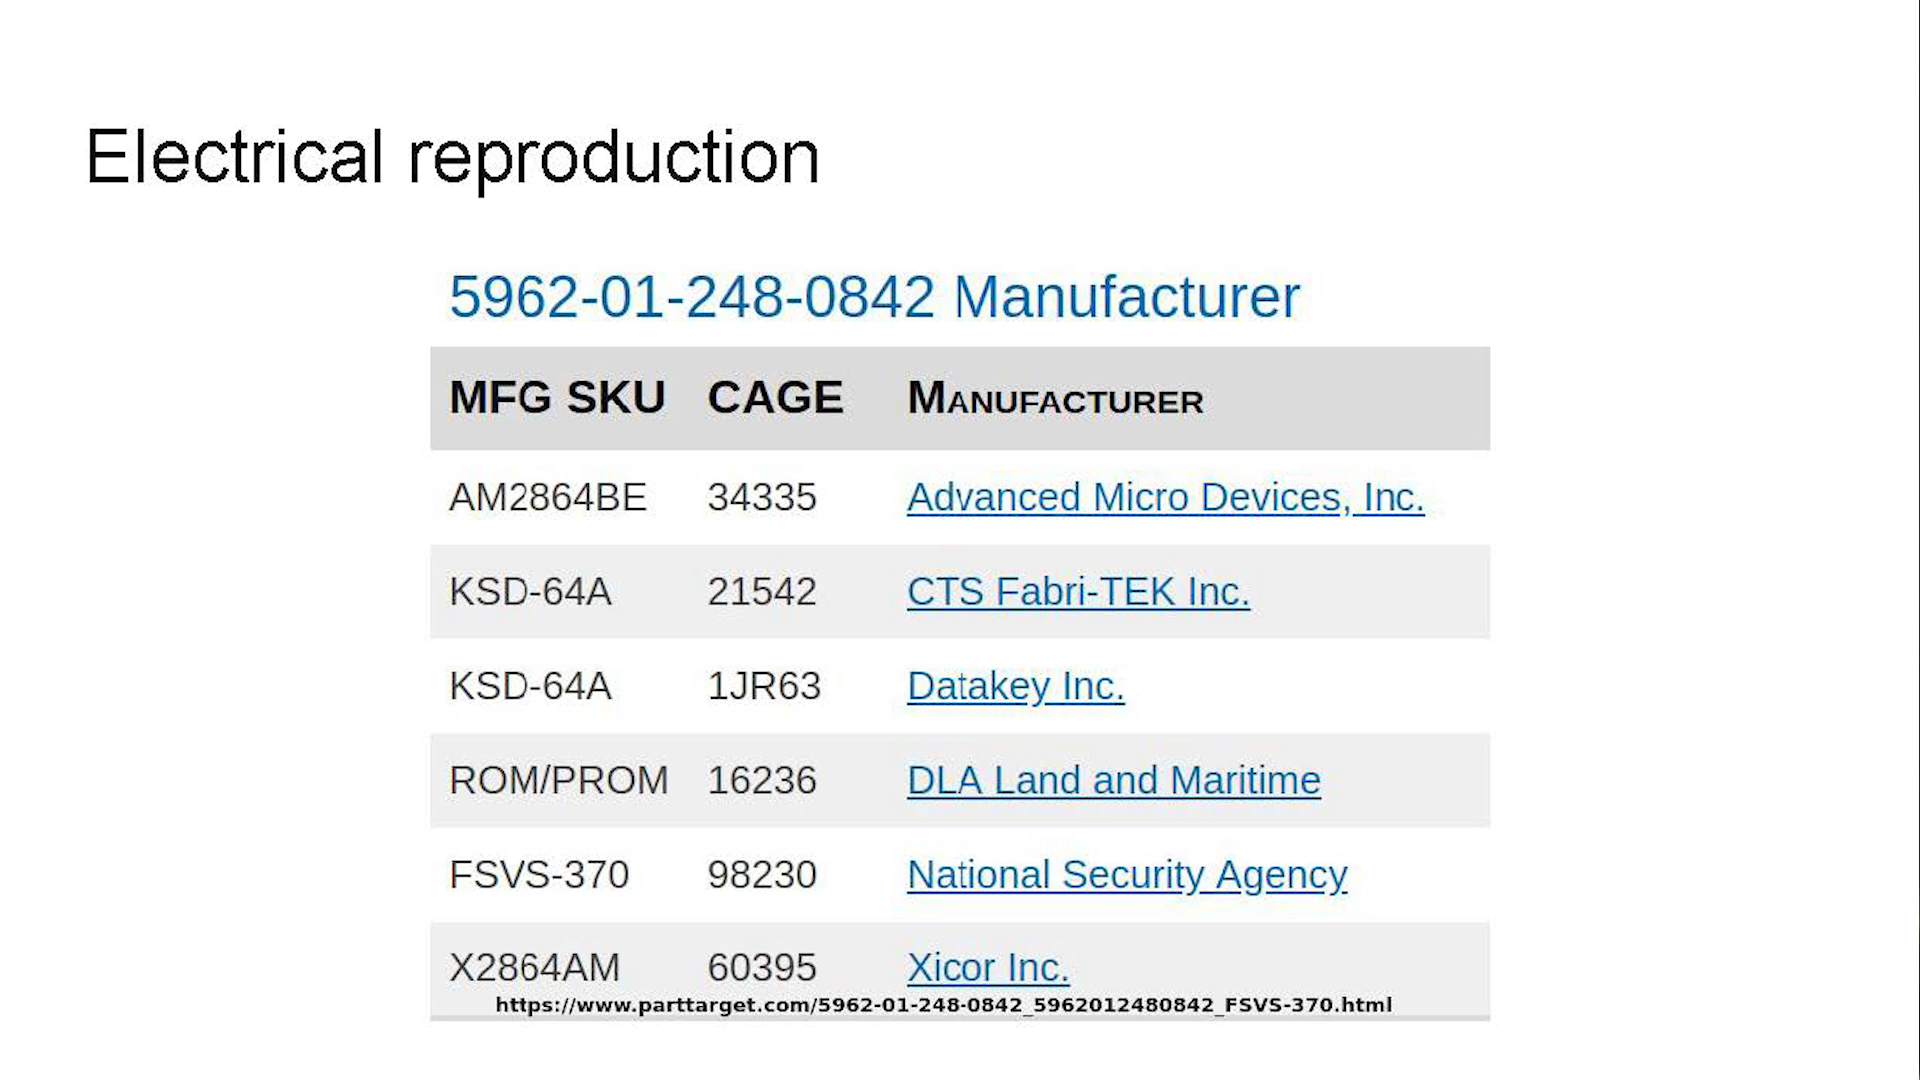 Electrical reproduction
5962-01-248-0842 Manufacturer
MFG SKU CAGE MANUFACTURER
AM2864BE 34335 Advanced Micro Devices, Inc.
KSD-64A 21542 CTS Fabri-TEK Inc.
KSD-64A 1JR63 Datakey Inc.
ROM/PROM 16236 DLA Land and Maritime
FSVS-370 98230 National Security Agency
X2864AM 60395 Xicor Inc.
https://www.parttarget.com/5962-01-248-0842_5962012480842_FSVS-370.html